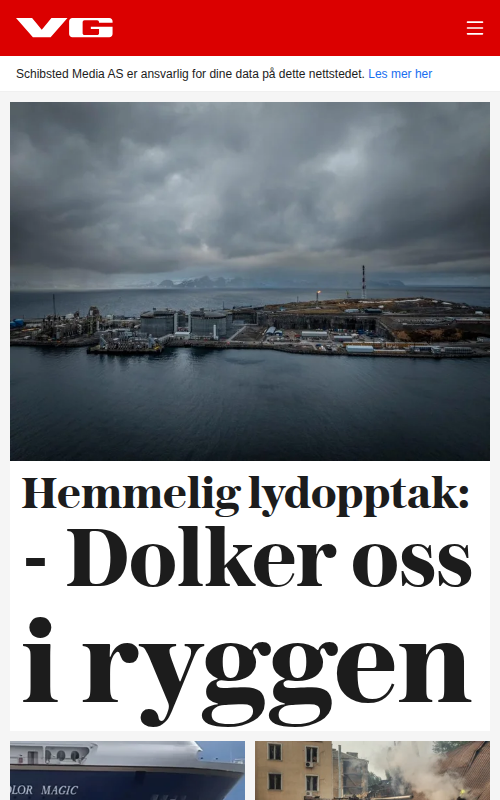 VG
Schibsted Media AS er ansvarlig for dine data på dette nettstedet. Les mer her
Hemmelig lydopptak:
- Dolker oss
i ryggen
OLOR MAGIC